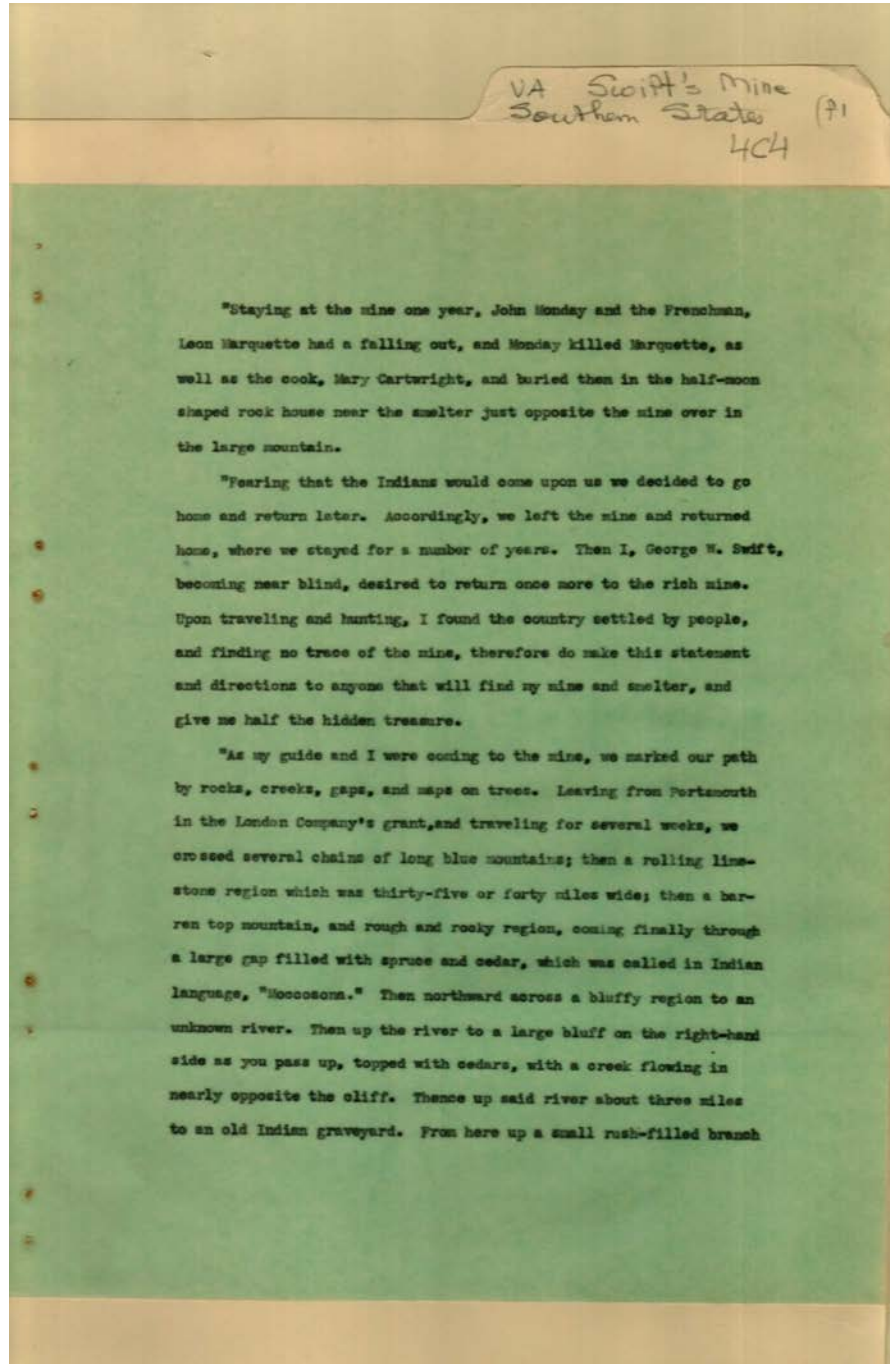 VA Swift's Mine
Southern States (P1
4C4
"Staying at the mine one year, John Monday and the Frenchman,
Leon Marquette had a falling out, and Monday killed Marquette, as
well as the cook, Mary Cartwright, and buried them in the half-moon
shaped rock house near the smelter just opposite the mine over in
the large mountain.
"Fearing that the Indians would come upon us we decided to go
home and return later. Accordingly, we left the mine and returned
home, where we stayed for a number of years. Then I, George W. Swift,
becoming near blind, desired to return once more to the rich mine.
Upon traveling and hunting, I found the country settled by people,
and finding no trace of the mine, therefore do make this statement
and directions to anyone that will find my mine and smelter, and
give me half the hidden treasure.
"As my guide and I were coming to the mine, we marked our path
by rocks, creeks, gaps, and maps on trees. Leaving from Portsmouth
in the London Company's grant,and traveling for several weeks, we
crossed several chains of long blue mountains; then a rolling lime-
stone region which was thirty-five or forty miles wide; then a bar-
ren top mountain, and rough and rocky region, coming finally through
a large gap filled with spruce and cedar, which was called in Indian
language, "Moccosona." Then northward across a bluffy region to an
unknown river. Then up the river to a large bluff on the right-hand
side as you pass up, topped with cedars, with a creek flowing in
nearly opposite the cliff. Thence up said river about three miles
to an old Indian graveyard. From here up a small rush-filled branch